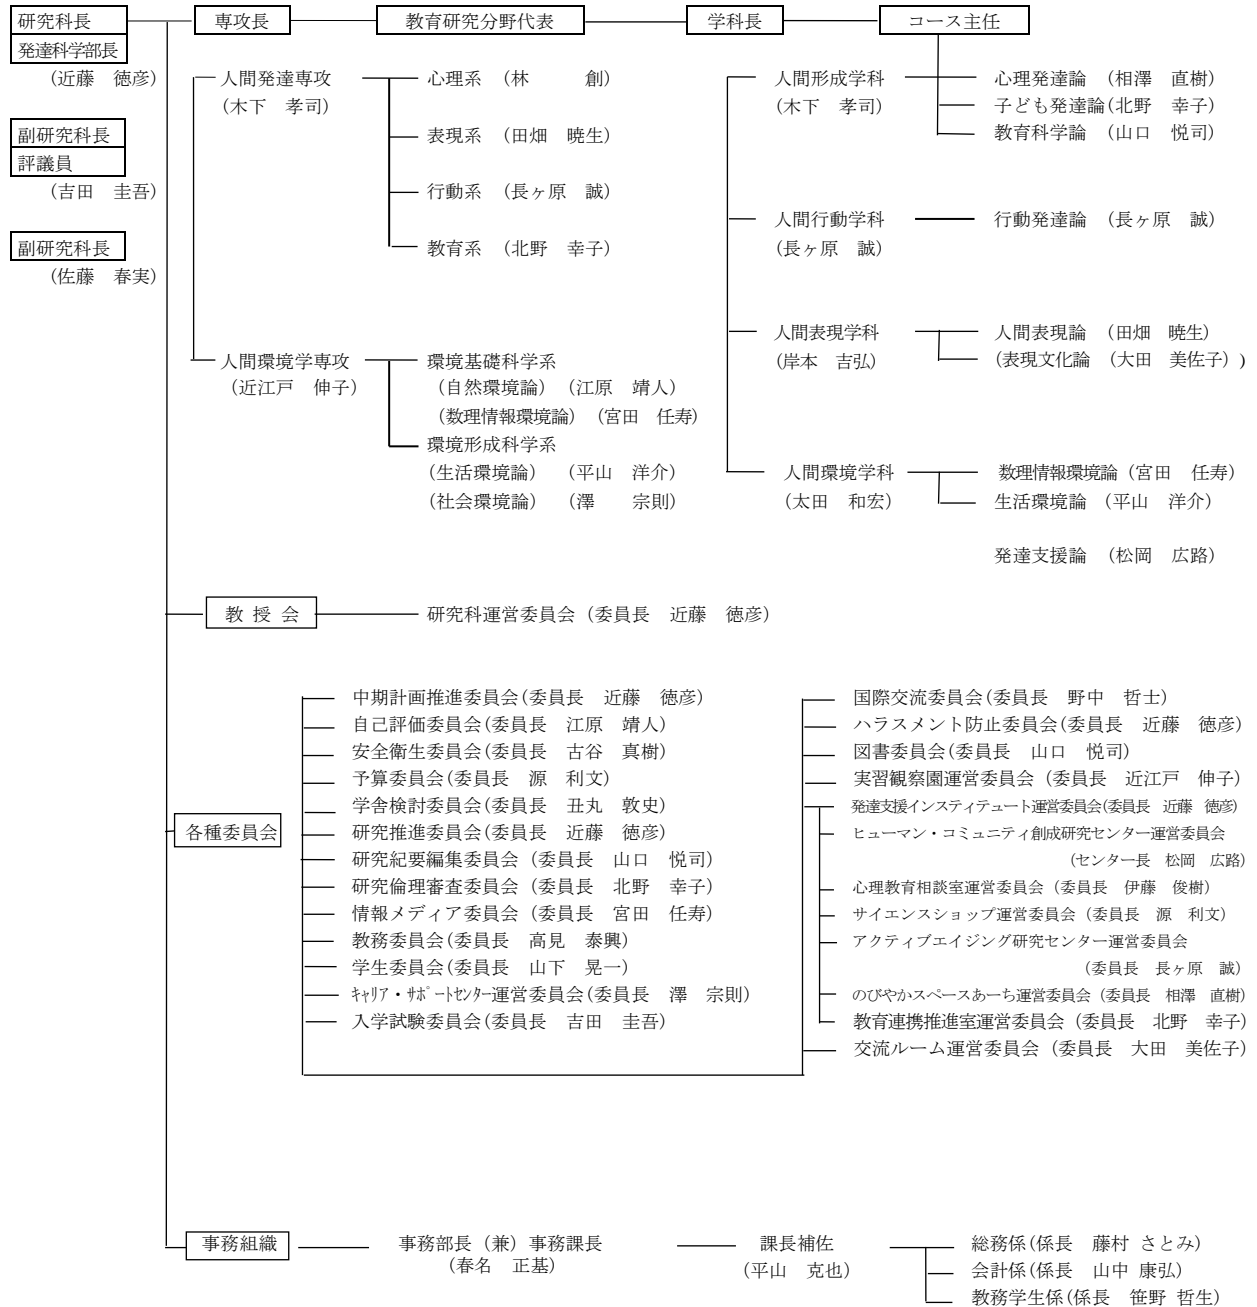 研究科長　専攻長　教育研究分野代表　学科長　コース主任
発達科学部長
（近藤　徳彦）　人間発達専攻　心理系（林　創）　人間形成学科　心理発達論（相澤　直樹）
（木下　孝司）　（木下　孝司）　子ども発達論(北野　幸子)
副研究科長　表現系（田畑　暁生）　教育科学論（山口　悦司）
評議員
（吉田　圭吾）　行動系（長ヶ原　誠）　人間行動学科　行動発達論（長ヶ原　誠）
副研究科長　教育系（北野　幸子）　（長ヶ原　誠）
（佐藤　春実）
人間表現学科　人間表現論（田畑　暁生）
人間環境学専攻　環境基礎科学系　（岸本　吉弘）　(表現文化論（大田　美佐子）)
（近江戸　伸子）　（自然環境論）（江原　靖人）
（数理情報環境論）（宮田　任寿）
環境形成科学系
（生活環境論）（平山　洋介）　人間環境学科　数理情報環境論（宮田　任寿）
（社会環境論）（澤　宗則）　（太田　和宏）　生活環境論（平山　洋介）
発達支援論（松岡　広路）
教 授 会　研究科運営委員会（委員長　近藤　徳彦）
中期計画推進委員会(委員長　近藤　徳彦)　国際交流委員会(委員長　野中　哲士)
自己評価委員会(委員長　江原　靖人)　ハラスメント防止委員会(委員長　近藤　徳彦)
安全衛生委員会(委員長　古谷　真樹)　図書委員会(委員長　山口　悦司)
予算委員会(委員長　源　利文)　実習観察園運営委員会（委員長　近江戸　伸子）
学舎検討委員会(委員長　丑丸　敦史)　発達支援インスティテュート運営委員会(委員長　近藤　徳彦)
各種委員会　研究推進委員会(委員長　近藤　徳彦)　ヒューマン・コミュニティ創成研究センター運営委員会
研究紀要編集委員会（委員長　山口　悦司）　（センター長　松岡　広路）
研究倫理審査委員会（委員長　北野　幸子）　心理教育相談室運営委員会（委員長　伊藤　俊樹）
情報メディア委員会（委員長　宮田　任寿）　サイエンスショップ運営委員会（委員長　源　利文）
教務委員会(委員長　高見　泰興)　アクティブエイジング研究センター運営委員会
学生委員会(委員長　山下　晃一)　（委員長　長ヶ原　誠）
ｷｬﾘｱ・ｻﾎﾟｰﾄｾﾝﾀｰ運営委員会(委員長　澤　宗則)　のびやかスペースあーち運営委員会（委員長　相澤　直樹）
入学試験委員会(委員長　吉田　圭吾)　教育連携推進室運営委員会（委員長　北野　幸子）
交流ルーム運営委員会（委員長　大田　美佐子）
事務組織　事務部長（兼）事務課長　課長補佐　総務係(係長　藤村 さとみ)
（春名　正基）　（平山　克也）　会計係(係長　山中 康弘)
教務学生係(係長　笹野 哲生)